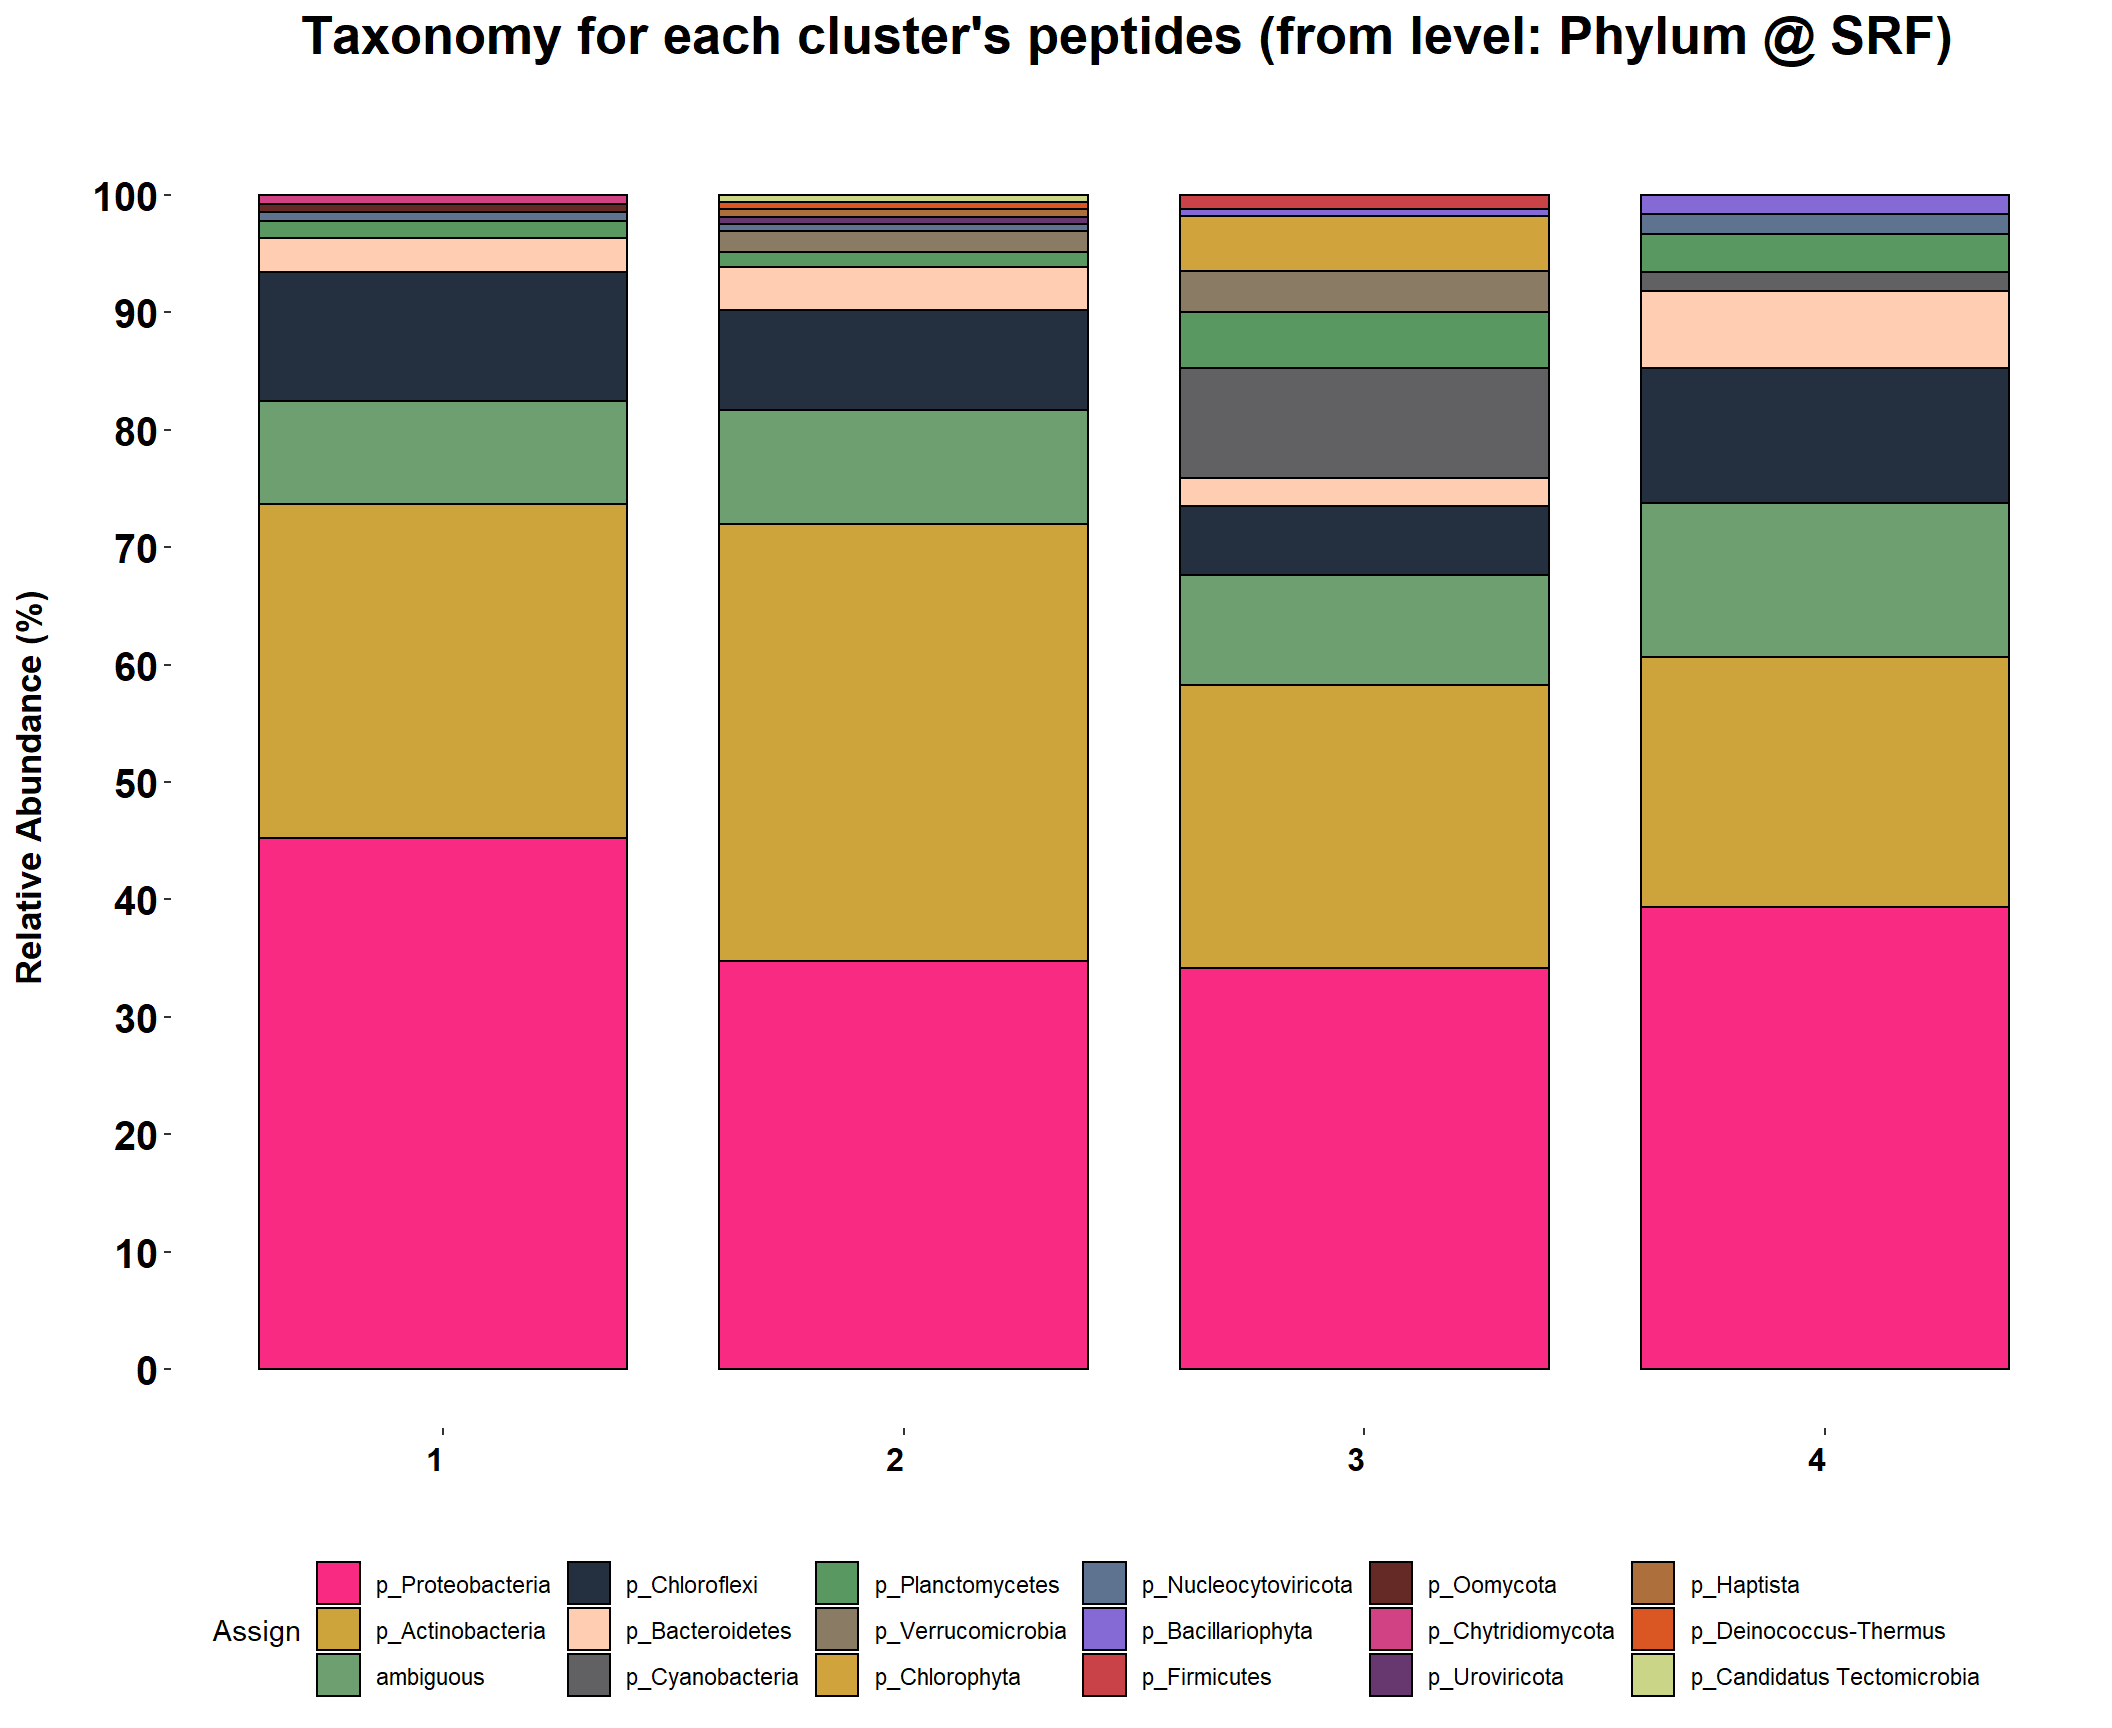 Taxonomy for each cluster's peptides (from level: Phylum @ SRF)
Relative Abundance (%)
100
90
80
70
60
50
40
30
20
10
0
1 2 3 4
Assign
p_Proteobacteria p_Chloroflexi p_Planctomycetes p_Nucleocytoviricota p_Oomycota p_Haptista
p_Actinobacteria p_Bacteroidetes p_Verrucomicrobia p_Bacillariophyta p_Chytridiomycota p_Deinococcus-Thermus
ambiguous p_Cyanobacteria p_Chlorophyta p_Firmicutes p_Uroviricota p_Candidatus Tectomicrobia